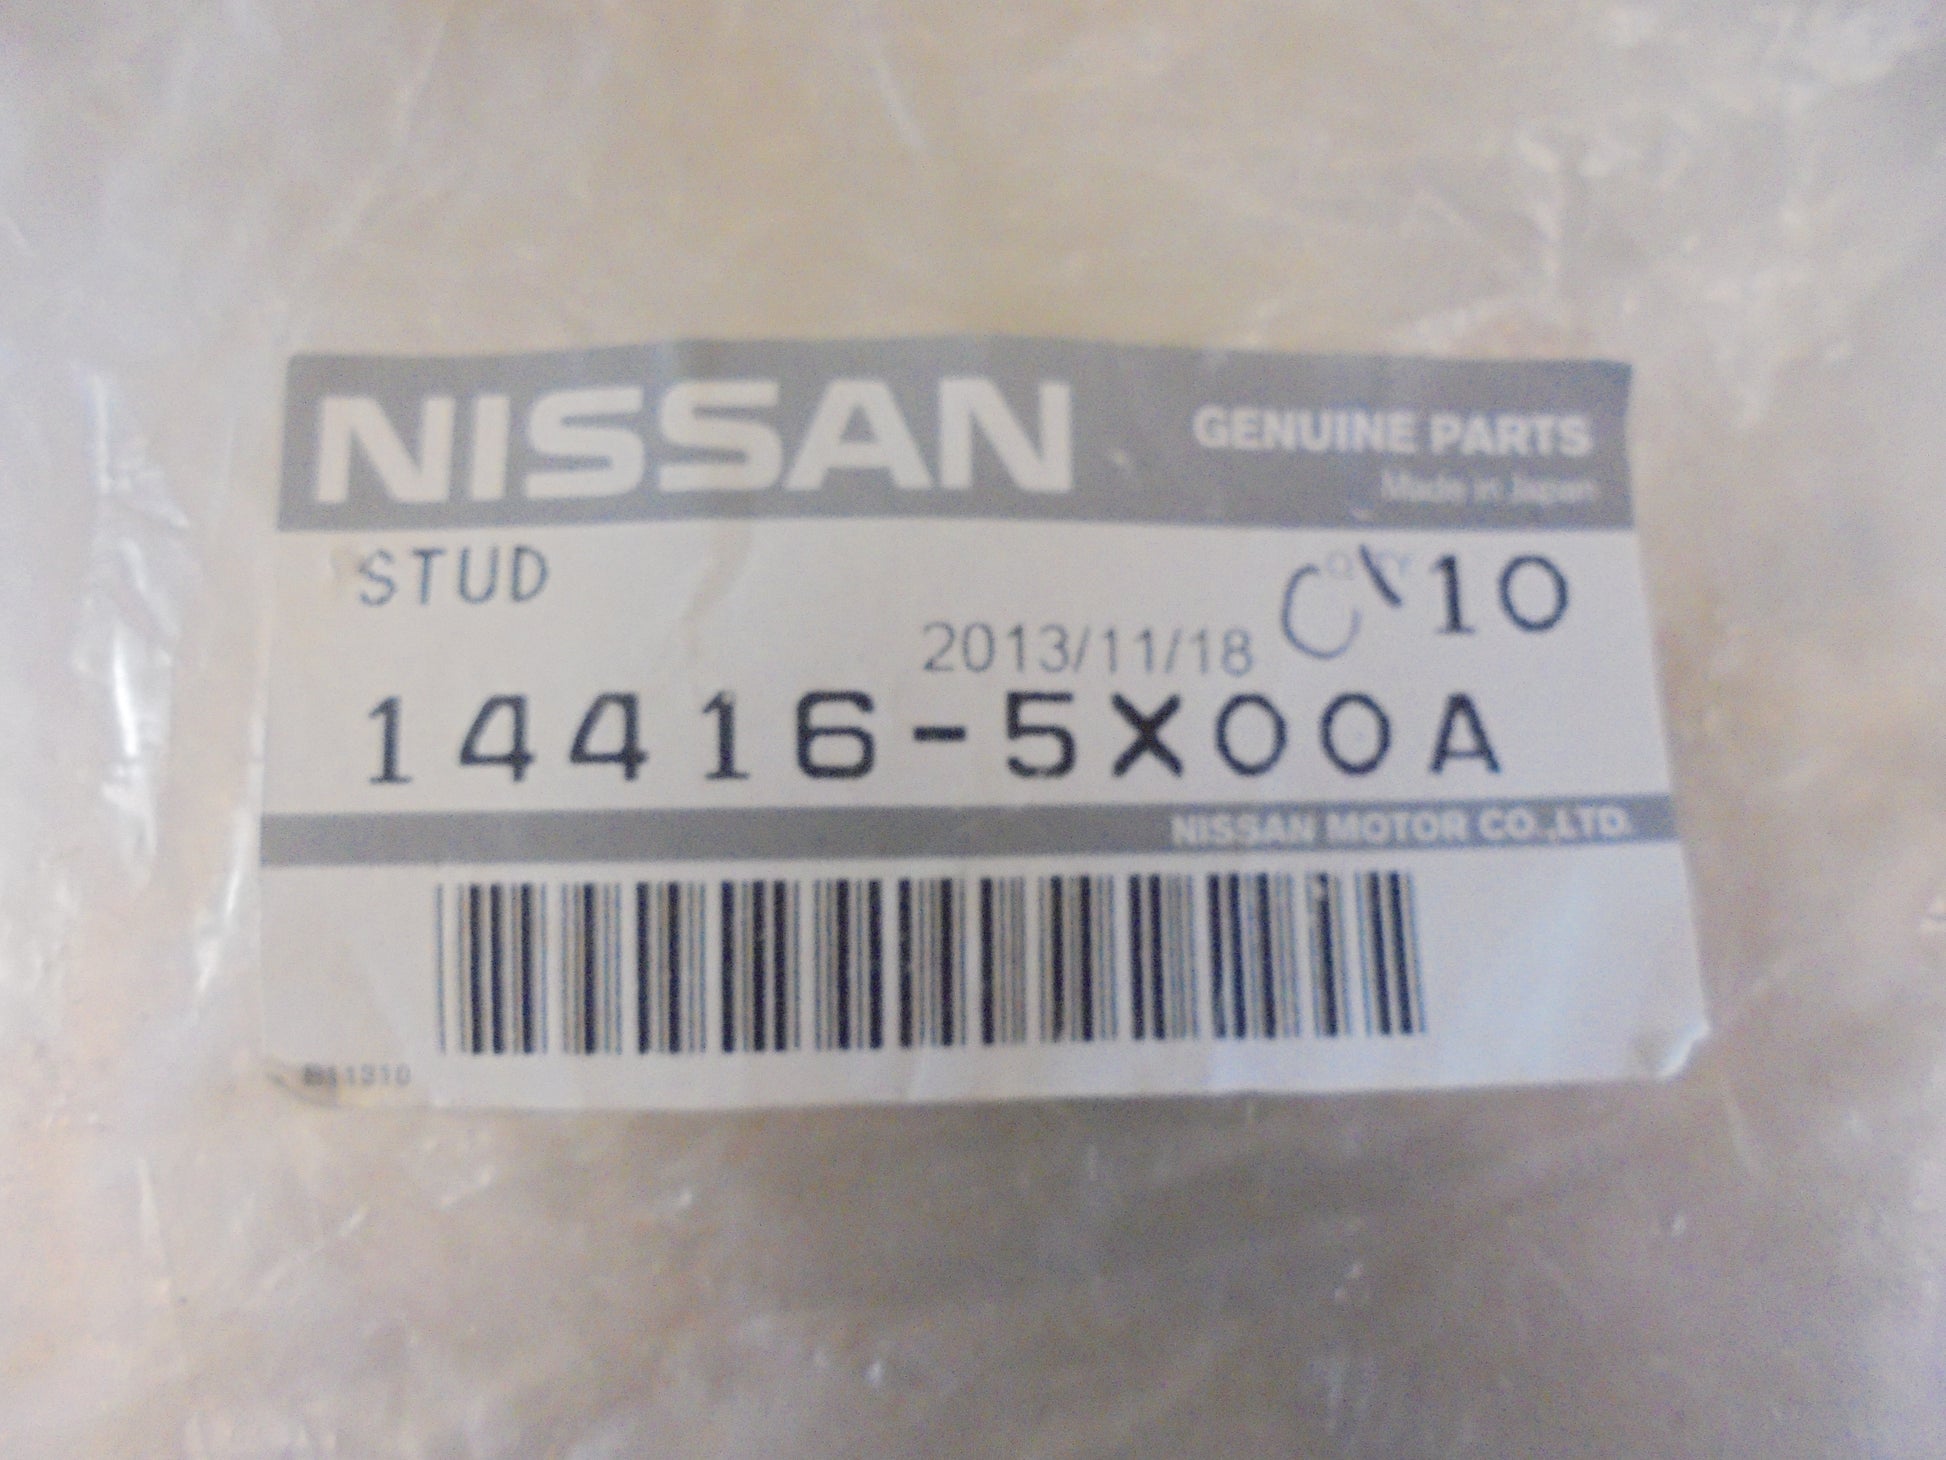 NISSAN
GENUINE PARTS
Made in Japan
STUD
10
2013/11/18
14416-5X00A
NISSAN MOTOR CO.,LTD.